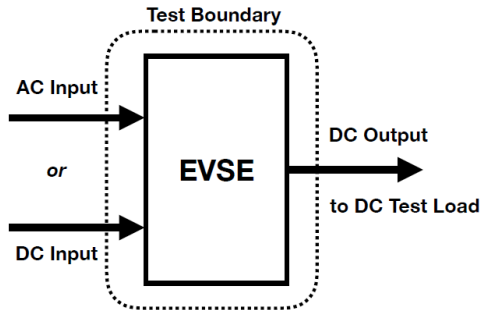 Test Boundary
AC Input
or
DC Input
EVSE
DC Output
to DC Test Load